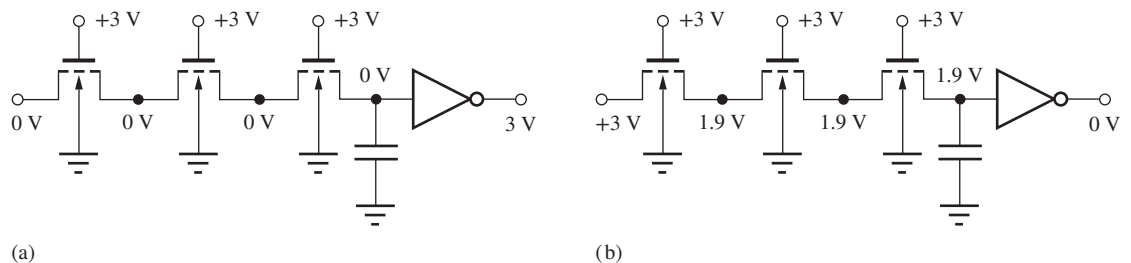 +3 V +3 V +3 V
0 V
0 V 0 V 0 V 3 V
(a)
+3 V +3 V +3 V
1.9 V
+3 V 1.9 V 1.9 V 0 V
(b)